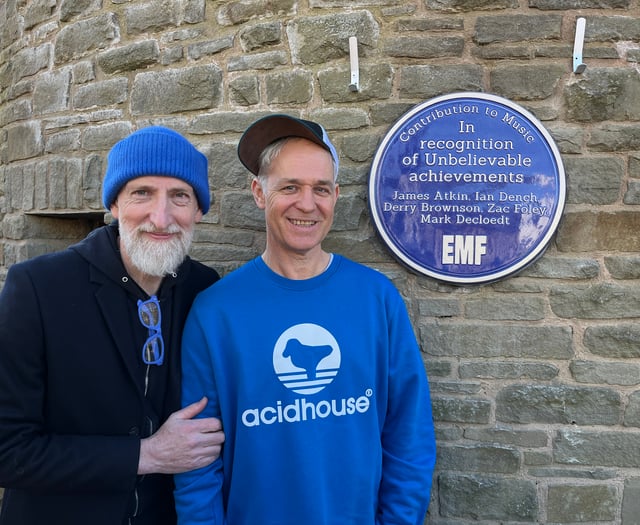 Contribution to Music
In
recognition
of Unbelievable
achievements
James Atkin, Ian Dench,
Derry Brownson, Zac Foley,
Mark Decloedt
EMF
acidhouse®